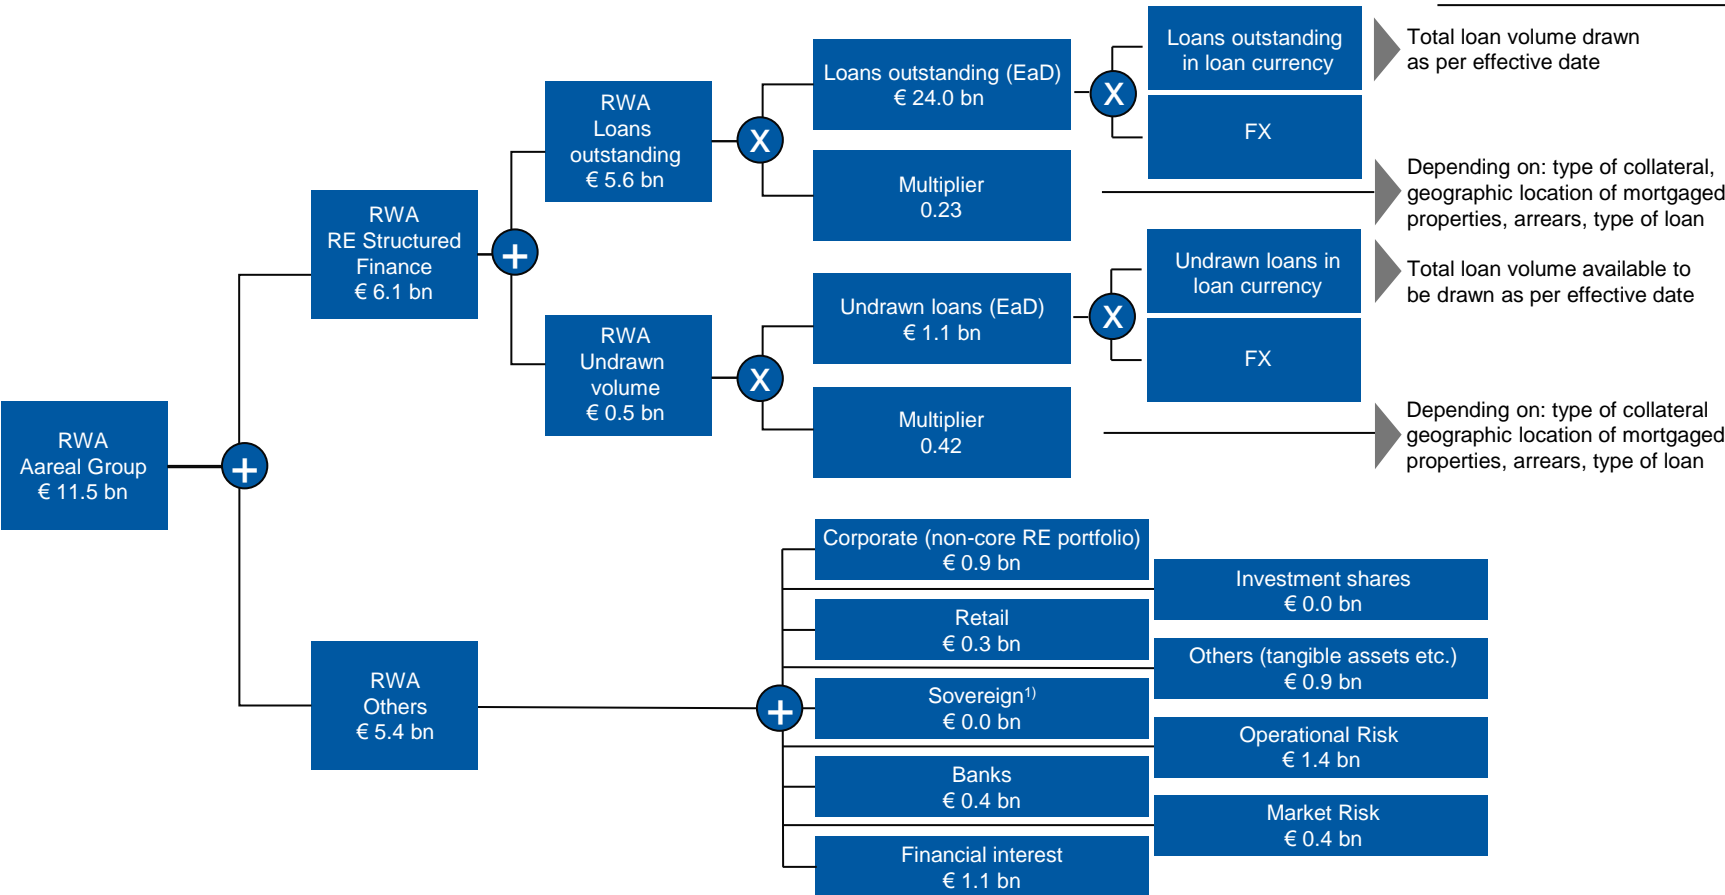 RWA
Aareal Group
€ 11.5 bn
+
RWA
RE Structured
Finance
€ 6.1 bn
+
RWA
Loans
outstanding
€ 5.6 bn
X
Loans outstanding (EaD)
€ 24.0 bn
X
Loans outstanding
in loan currency
Total loan volume drawn
as per effective date
FX
Multiplier
0.23
Depending on: type of collateral,
geographic location of mortgaged
properties, arrears, type of loan
RWA
Undrawn
volume
€ 0.5 bn
X
Undrawn loans (EaD)
€ 1.1 bn
X
Undrawn loans in
loan currency
Total loan volume available to
be drawn as per effective date
FX
Multiplier
0.42
Depending on: type of collateral
geographic location of mortgaged
properties, arrears, type of loan
RWA
Others
€ 5.4 bn
+
Corporate (non-core RE portfolio)
€ 0.9 bn
Investment shares
€ 0.0 bn
Retail
€ 0.3 bn
Others (tangible assets etc.)
€ 0.9 bn
Sovereign1)
€ 0.0 bn
Operational Risk
€ 1.4 bn
Banks
€ 0.4 bn
Market Risk
€ 0.4 bn
Financial interest
€ 1.1 bn